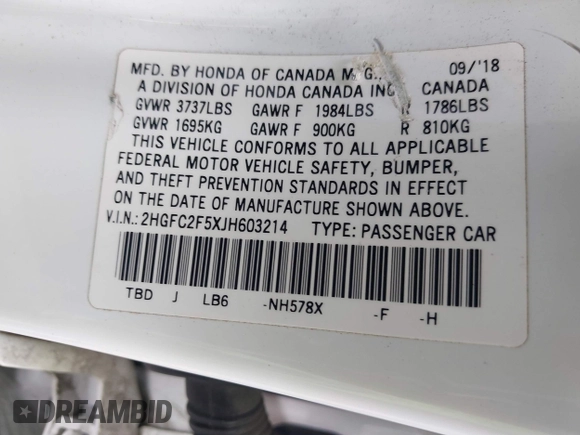 MFD. BY HONDA OF CANADA MFG., 09/'18
A DIVISION OF HONDA CANADA INC. CANADA
GVWR 3737LBS GAWR F 1984LBS 1786LBS
GVWR 1695KG GAWR F 900KG R 810KG
THIS VEHICLE CONFORMS TO ALL APPLICABLE
FEDERAL MOTOR VEHICLE SAFETY, BUMPER,
AND THEFT PREVENTION STANDARDS IN EFFECT
ON THE DATE OF MANUFACTURE SHOWN ABOVE.
V.I.N.: 2HGFC2F5XJH603214 TYPE: PASSENGER CAR
TBD J LB6 -NH578X -F -H
DREAMBID